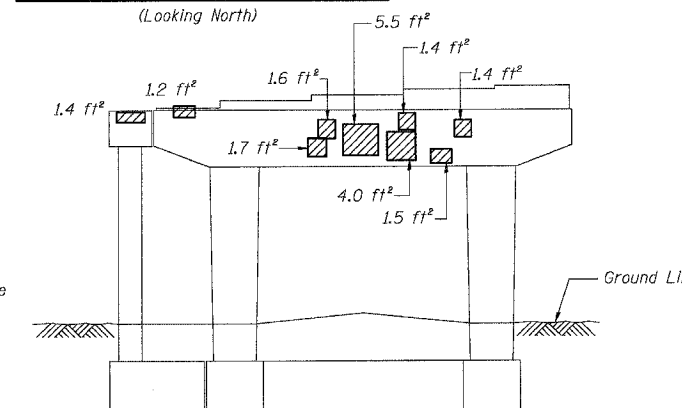 (Looking North)
5.5 ft²
1.4 ft²
1.6 ft²
1.4 ft²
1.2 ft²
1.4 ft²
1.7 ft²
4.0 ft²
1.5 ft²
Ground Li